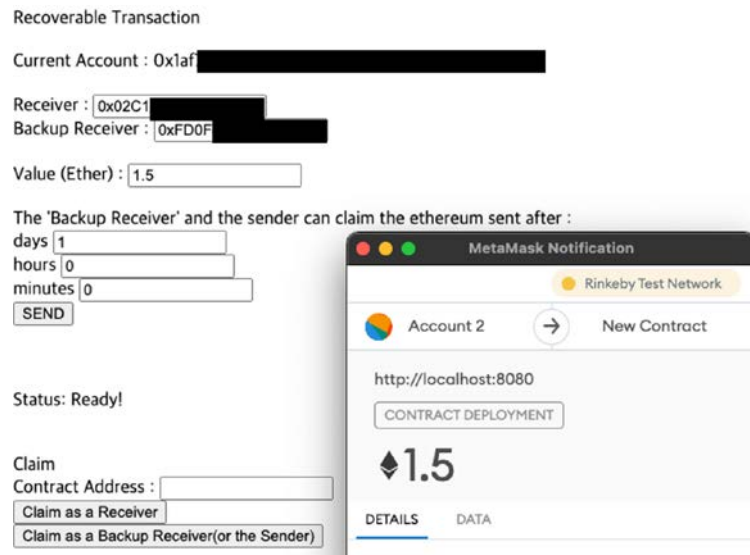 Recoverable Transaction
Current Account : 0x1af
Receiver : 0x02C1
Backup Receiver : 0xFD0F
Value (Ether) : 1.5
The 'Backup Receiver' and the sender can claim the ethereum sent after :
days 1
hours 0
minutes 0
SEND
Status: Ready!
Claim
Contract Address :
Claim as a Receiver
Claim as a Backup Receiver(or the Sender)
MetaMask Notification
Rinkeby Test Network
Account 2
New Contract
http://localhost:8080
CONTRACT DEPLOYMENT
1.5
DETAILS DATA